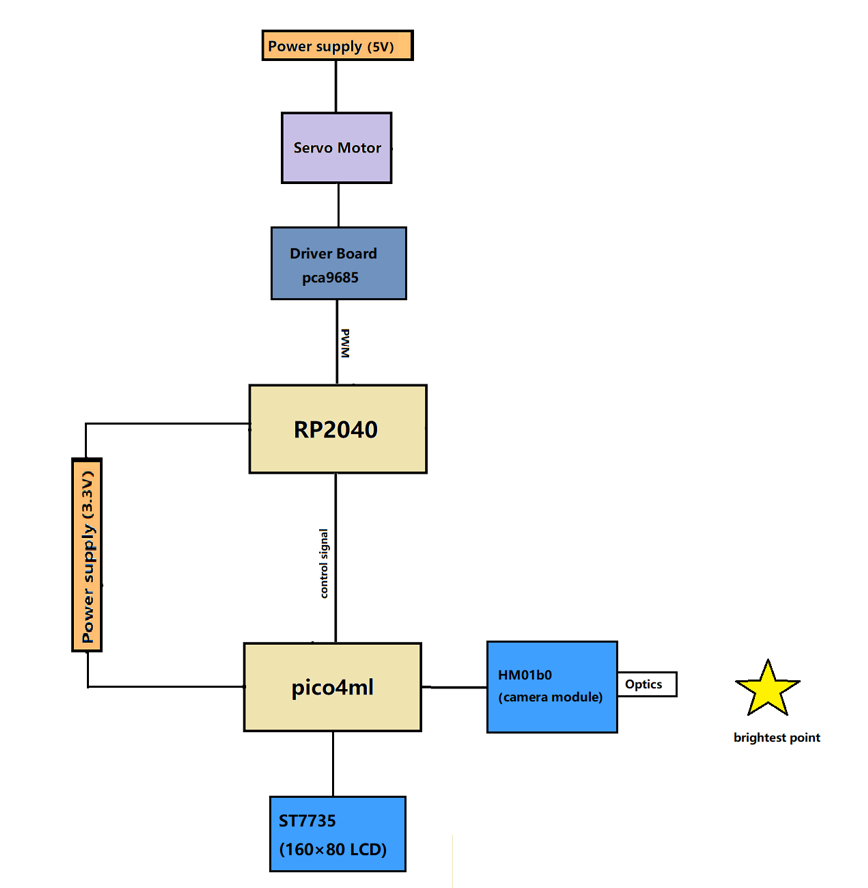 Power supply (5V)
Servo Motor
Driver Board
pca9685
PWM
RP2040
Power supply (3.3V)
control signal
pico4ml
HM01b0
(camera module)
Optics
brightest point
ST7735
(160×80 LCD)